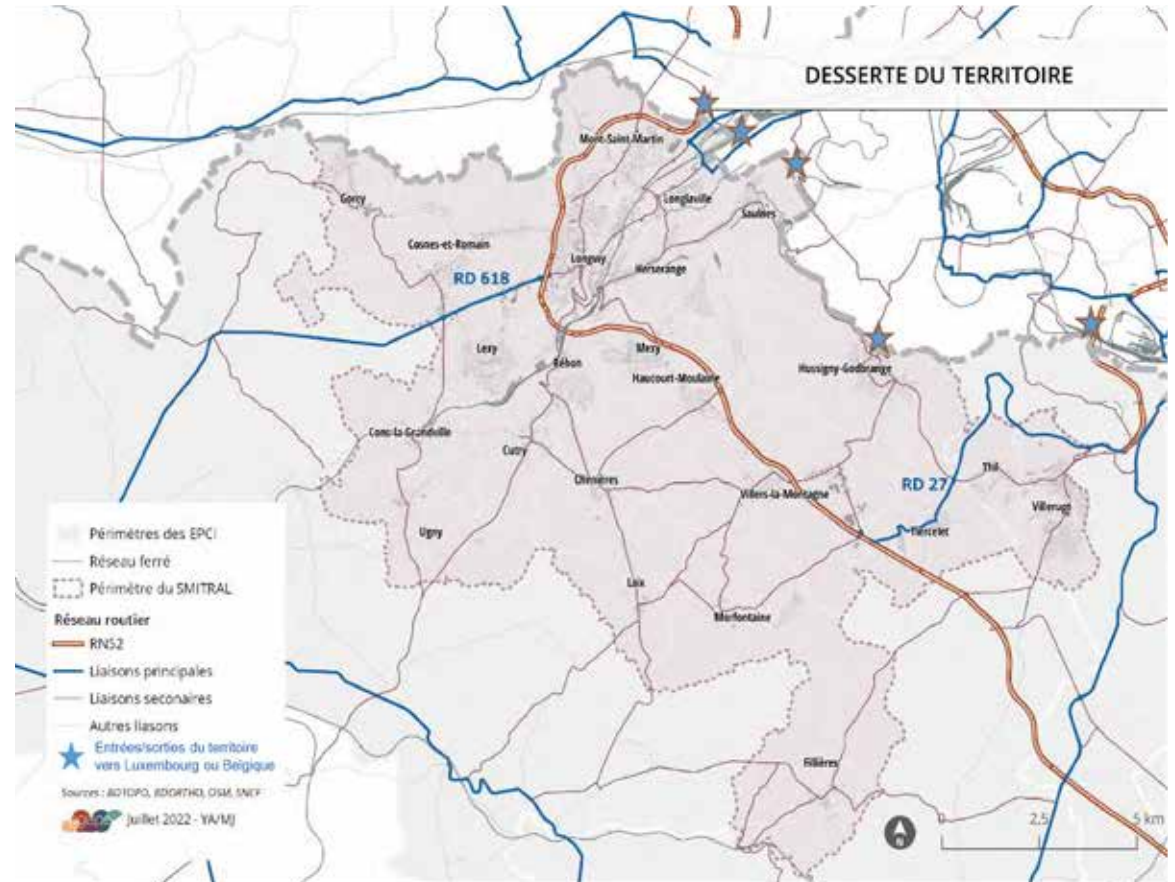 DESSERTE DU TERRITOIRE
Mont-Saint-Martin
Gorcy
Longlaville
Saulnes
Cosnes-et-Romain
Longwy
Herserange
RD 618
Lexy
Réhon
Mexy
Haucourt-Moulaine
Hussigny-Godbrange
Cons-la-Grandville
Cutry
Chenières
Villers-la-Montagne
RD 27
Thil
Villerupt
Tiercelet
Ugny
Laix
Morfontaine
Fillières
Périmètres des EPCI
Réseau ferré
Périmètre du SMITRAL
Réseau routier
RN52
Liaisons principales
Liaisons seconaires
Autres liasons
Entrées/sorties du territoire
vers Luxembourg ou Belgique
Sources : BDTOPO, BDORTHO, OSM, SNCF
Juillet 2022 - YA/MJ
N
0 2,5 5 km